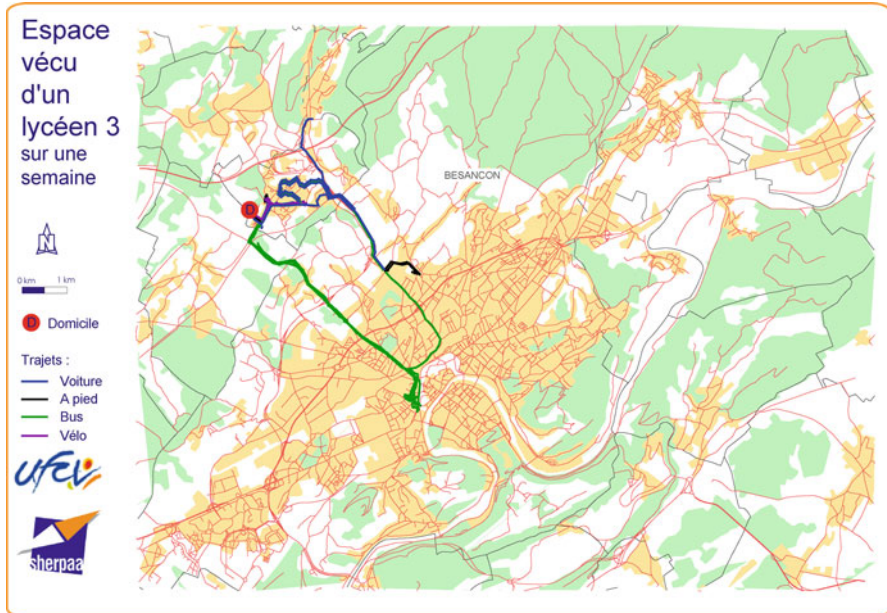 Espace
vécu
d'un
lycéen 3
sur une
semaine
BESANCON
D
N
0 km 1 km
D Domicile
Trajets :
Voiture
A pied
Bus
Vélo
ufcv
sherpaa